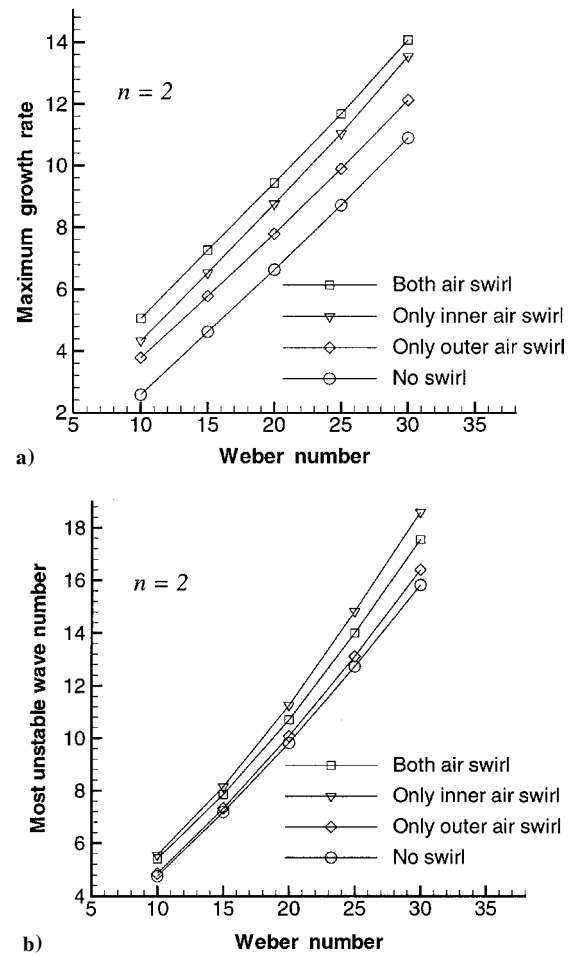 14
12
10
8
6
4
2
Maximum growth rate
n = 2
Both air swirl
Only inner air swirl
Only outer air swirl
No swirl
5 10 15 20 25 30 35
Weber number
a)
18
16
14
12
10
8
6
4
Most unstable wave number
n = 2
Both air swirl
Only inner air swirl
Only outer air swirl
No swirl
5 10 15 20 25 30 35
Weber number
b)